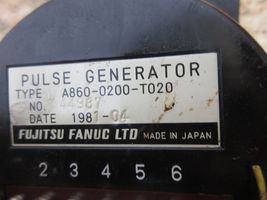 PULSE GENERATOR
TYPE A860-0200-T020
NO. 44987
DATE 1981-04
FUJITSU FANUC LTD MADE IN JAPAN
2 3 4 5 6